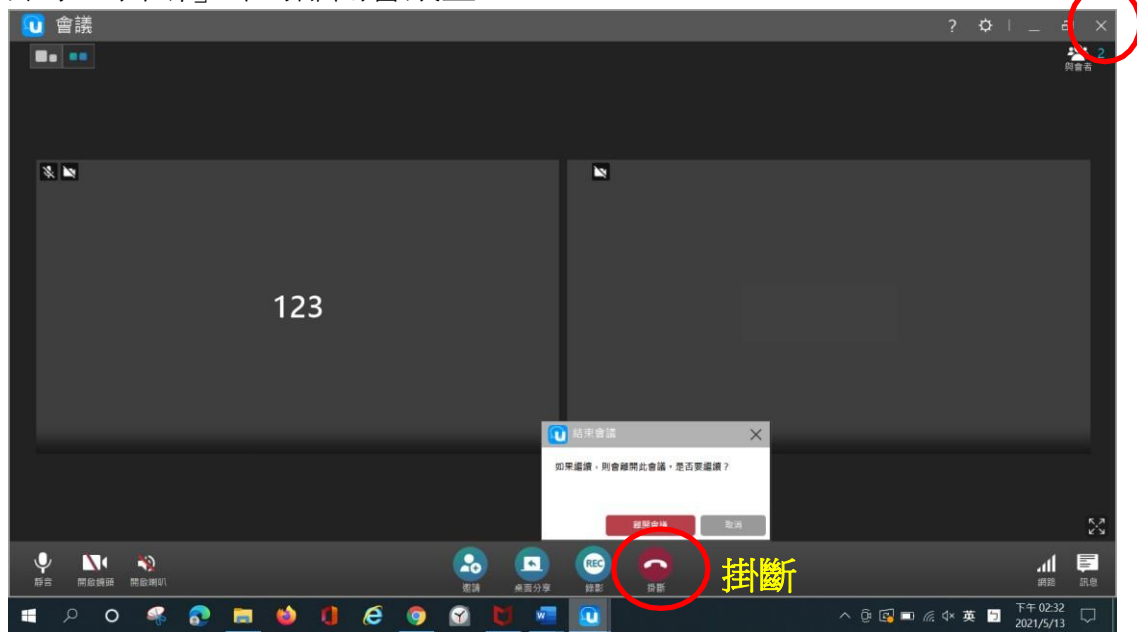 會議
2
與會者
123
結束會議
如果繼續，則會離開此會議，是否要繼續？
離開會議 取消
靜音 開啟鏡頭 開啟喇叭 邀請 桌面分享 REC 錄影 掛斷 掛斷 網路 訊息
英 下午 02:32
2021/5/13